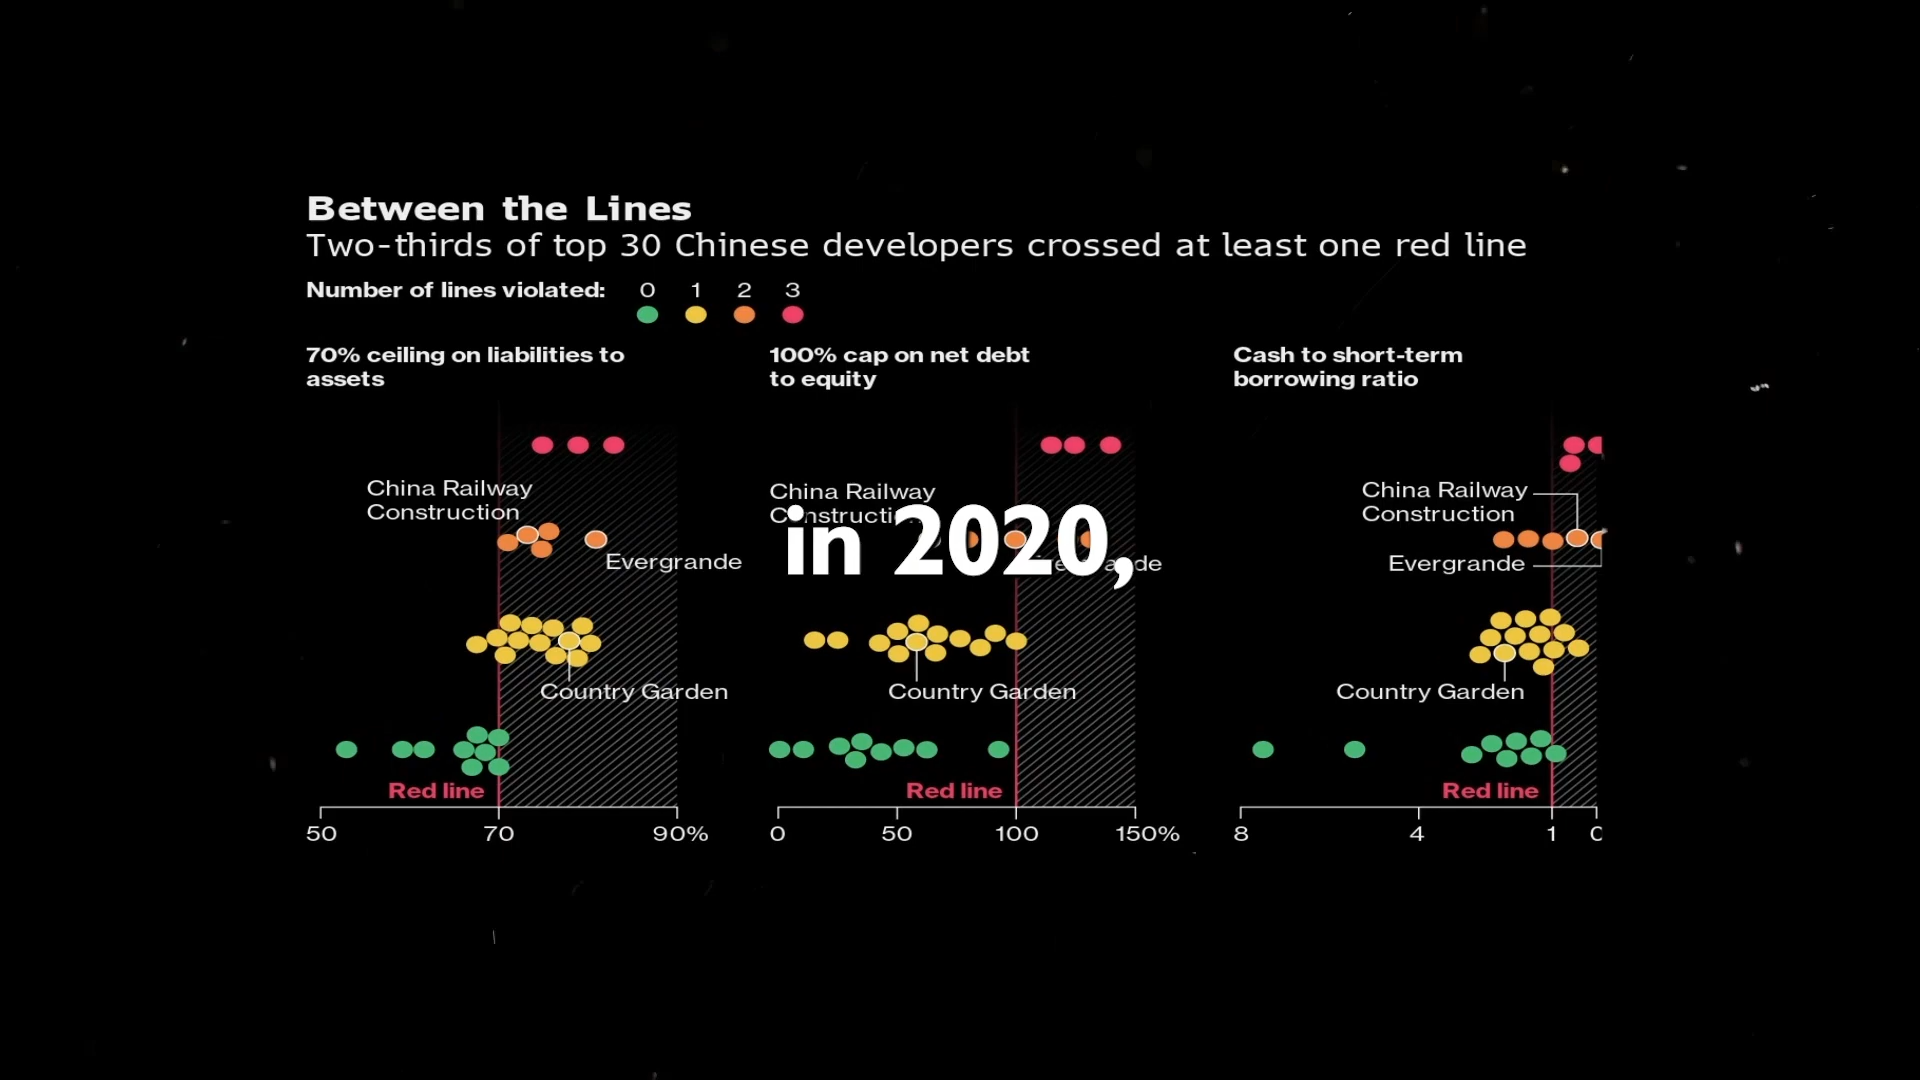 Between the Lines
Two-thirds of top 30 Chinese developers crossed at least one red line
Number of lines violated: 0 1 2 3
70% ceiling on liabilities to
assets
China Railway
Construction
Evergrande
Country Garden
Red line
50 70 90%
100% cap on net debt
to equity
China Railway
in 2020,
Country Garden
Red line
0 50 100 150%
Cash to short-term
borrowing ratio
China Railway
Construction
Evergrande
Country Garden
Red line
8 4 1 0